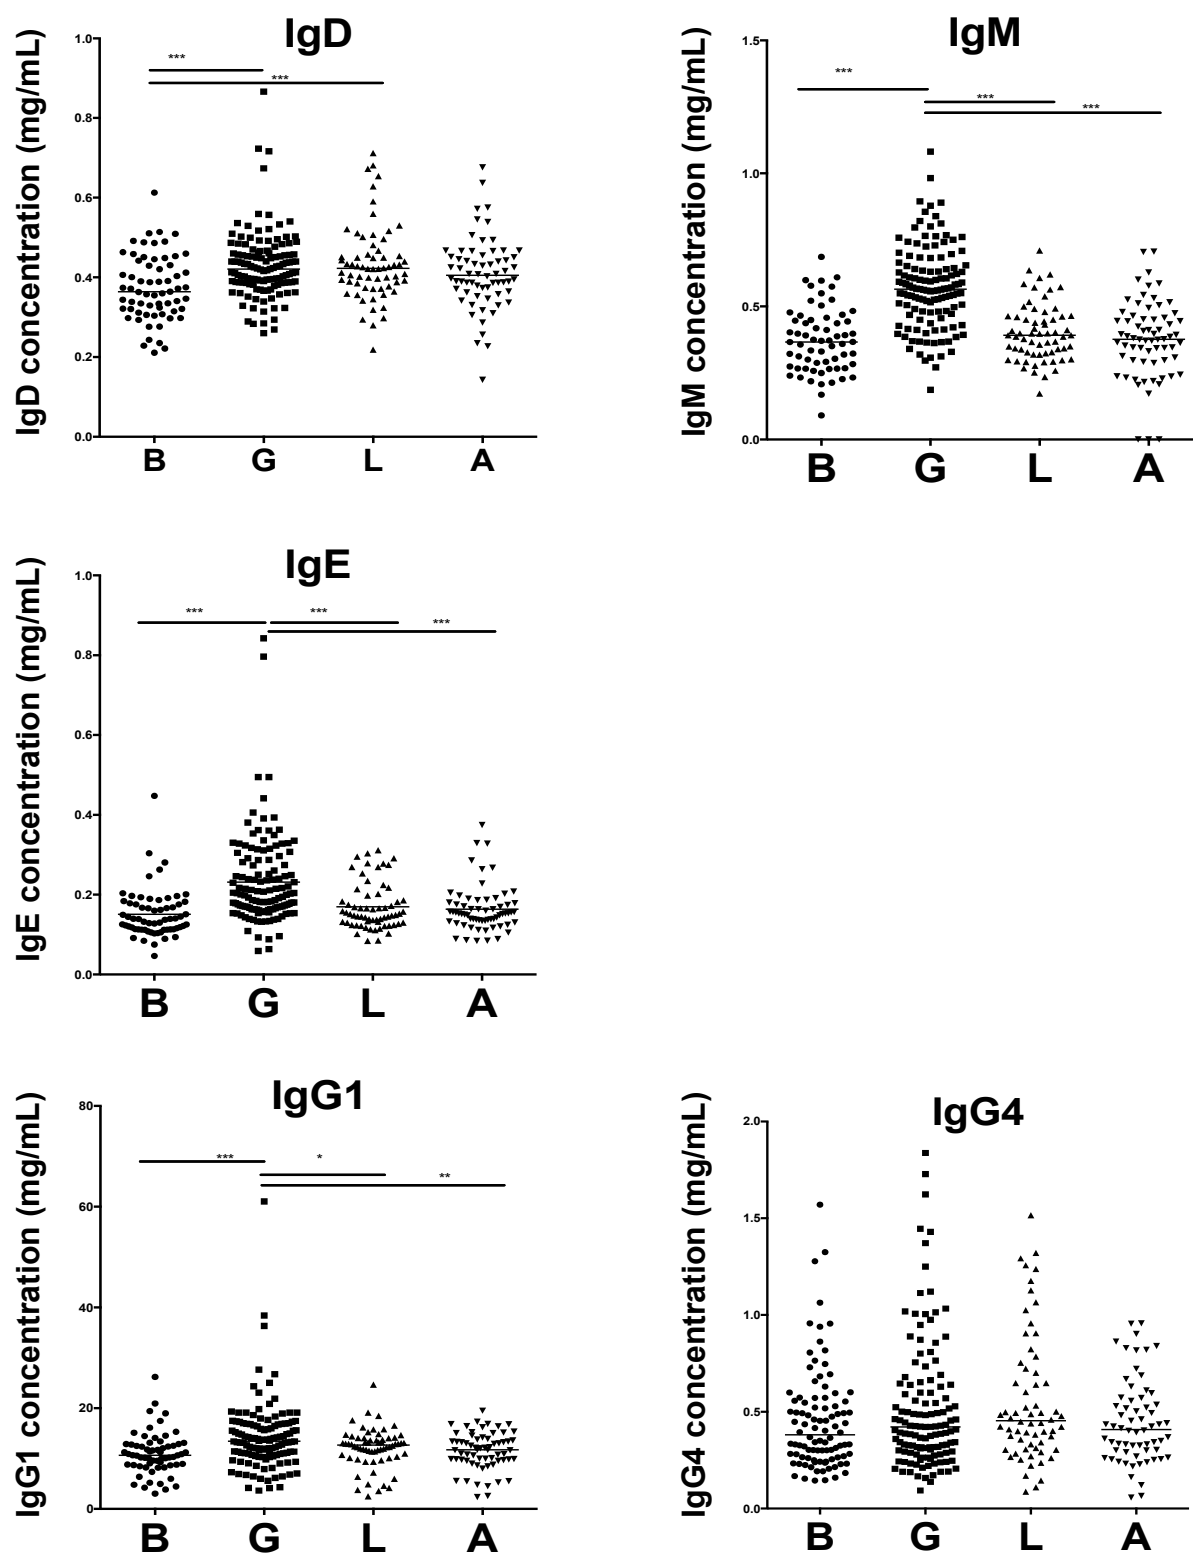 IgD
IgD concentration (mg/mL)
1.0
0.8
0.6
0.4
0.2
0.0
***
***
B G L A
IgM
IgM concentration (mg/mL)
1.5
1.0
0.5
0.0
***
***
***
B G L A
IgE
IgE concentration (mg/mL)
1.0
0.8
0.6
0.4
0.2
0.0
***
***
***
B G L A
IgG1
IgG1 concentration (mg/mL)
80
60
40
20
0
***
*
**
B G L A
IgG4
IgG4 concentration (mg/mL)
2.0
1.5
1.0
0.5
0.0
B G L A